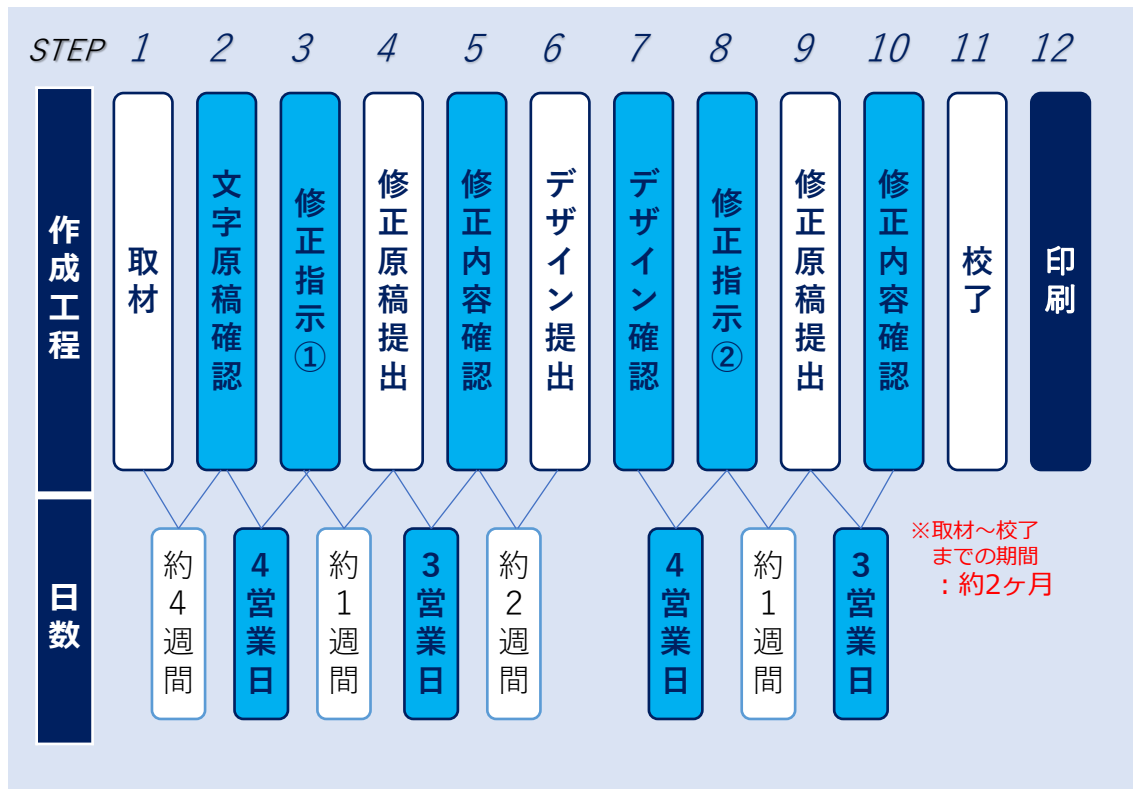 STEP 1 2 3 4 5 6 7 8 9 10 11 12
作成工程
取材
文字原稿確認
修正指示①
修正原稿提出
修正内容確認
デザイン提出
デザイン確認
修正指示②
修正原稿提出
修正内容確認
校了
印刷
日数
約4週間
4営業日
約1週間
3営業日
約2週間
4営業日
約1週間
3営業日
※取材～校了
までの期間
：約2ヶ月